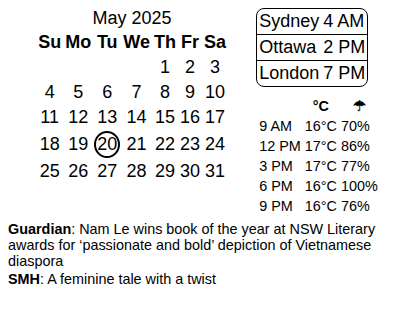 May 2025
Su Mo Tu We Th Fr Sa
1 2 3
4 5 6 7 8 9 10
11 12 13 14 15 16 17
18 19 20 21 22 23 24
25 26 27 28 29 30 31
Sydney 4 AM
Ottawa 2 PM
London 7 PM
°C ☂
9 AM 16°C 70%
12 PM 17°C 86%
3 PM 17°C 77%
6 PM 16°C 100%
9 PM 16°C 76%
Guardian: Nam Le wins book of the year at NSW Literary
awards for ‘passionate and bold’ depiction of Vietnamese
diaspora
SMH: A feminine tale with a twist